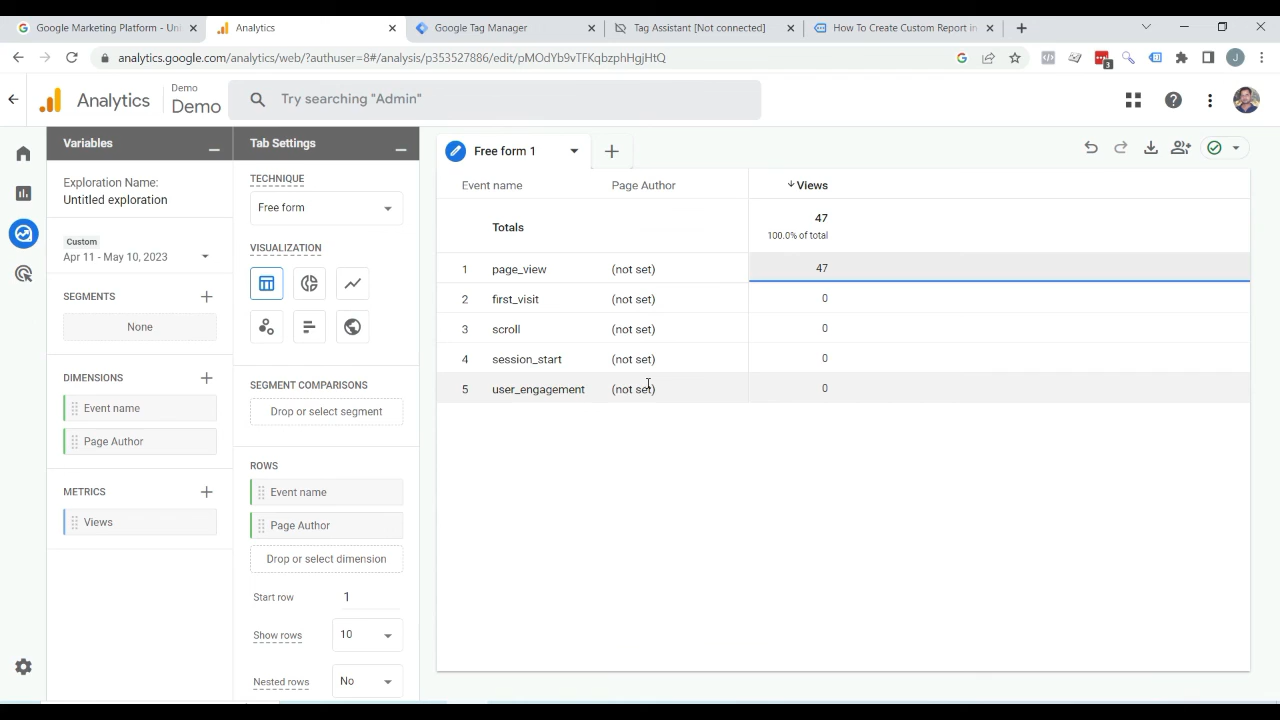 Google Marketing Platform - Uni
Analytics
Google Tag Manager
Tag Assistant [Not connected]
How To Create Custom Report in
analytics.google.com/analytics/web/?authuser=8#/analysis/p353527886/edit/pMOdYb9vTFKqbzphHgjHtQ
3
J
Analytics
Demo
Demo
Try searching "Admin"
Variables
Exploration Name:
Untitled exploration
Custom
Apr 11 - May 10, 2023
SEGMENTS
None
DIMENSIONS
Event name
Page Author
METRICS
Views
Tab Settings
TECHNIQUE
Free form
VISUALIZATION
SEGMENT COMPARISONS
Drop or select segment
ROWS
Event name
Page Author
Drop or select dimension
Start row 1
Show rows 10
Nested rows No
Free form 1
Event name Page Author Views
Totals 47
100.0% of total
1 page_view (not set) 47
2 first_visit (not set) 0
3 scroll (not set) 0
4 session_start (not set) 0
5 user_engagement (not set) 0